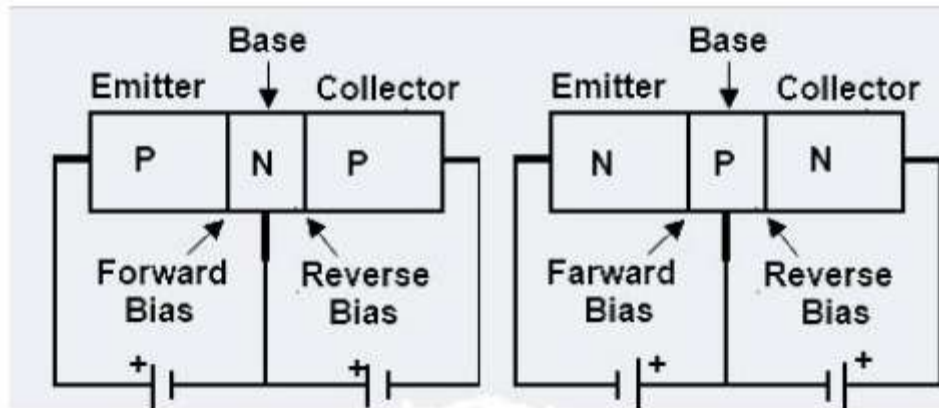 Base
Emitter
Collector
P
N
P
Forward
Bias
Reverse
Bias
+
+
Base
Emitter
Collector
N
P
N
Farward
Bias
Reverse
Bias
+
+